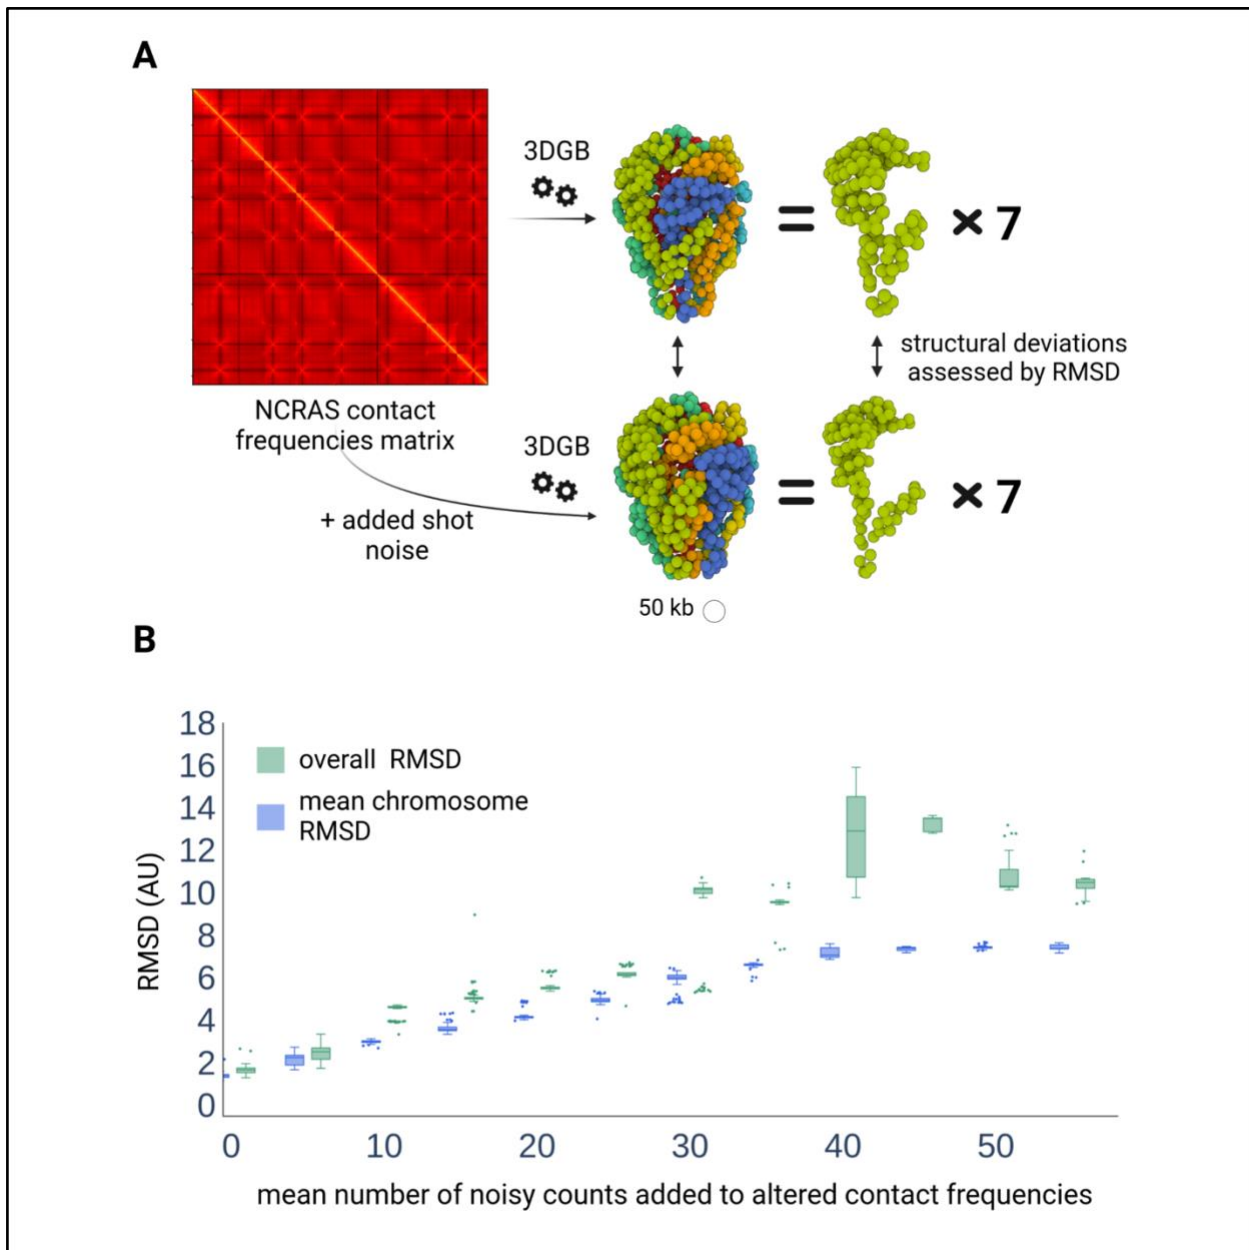 A
3DGB
= × 7
structural deviations
assessed by RMSD
NCRAS contact
frequencies matrix
3DGB
= × 7
+ added shot
noise
50 kb
B
18
16
14
12
10
8
6
4
2
0
overall RMSD
mean chromosome
RMSD
RMSD (AU)
0 10 20 30 40 50
mean number of noisy counts added to altered contact frequencies